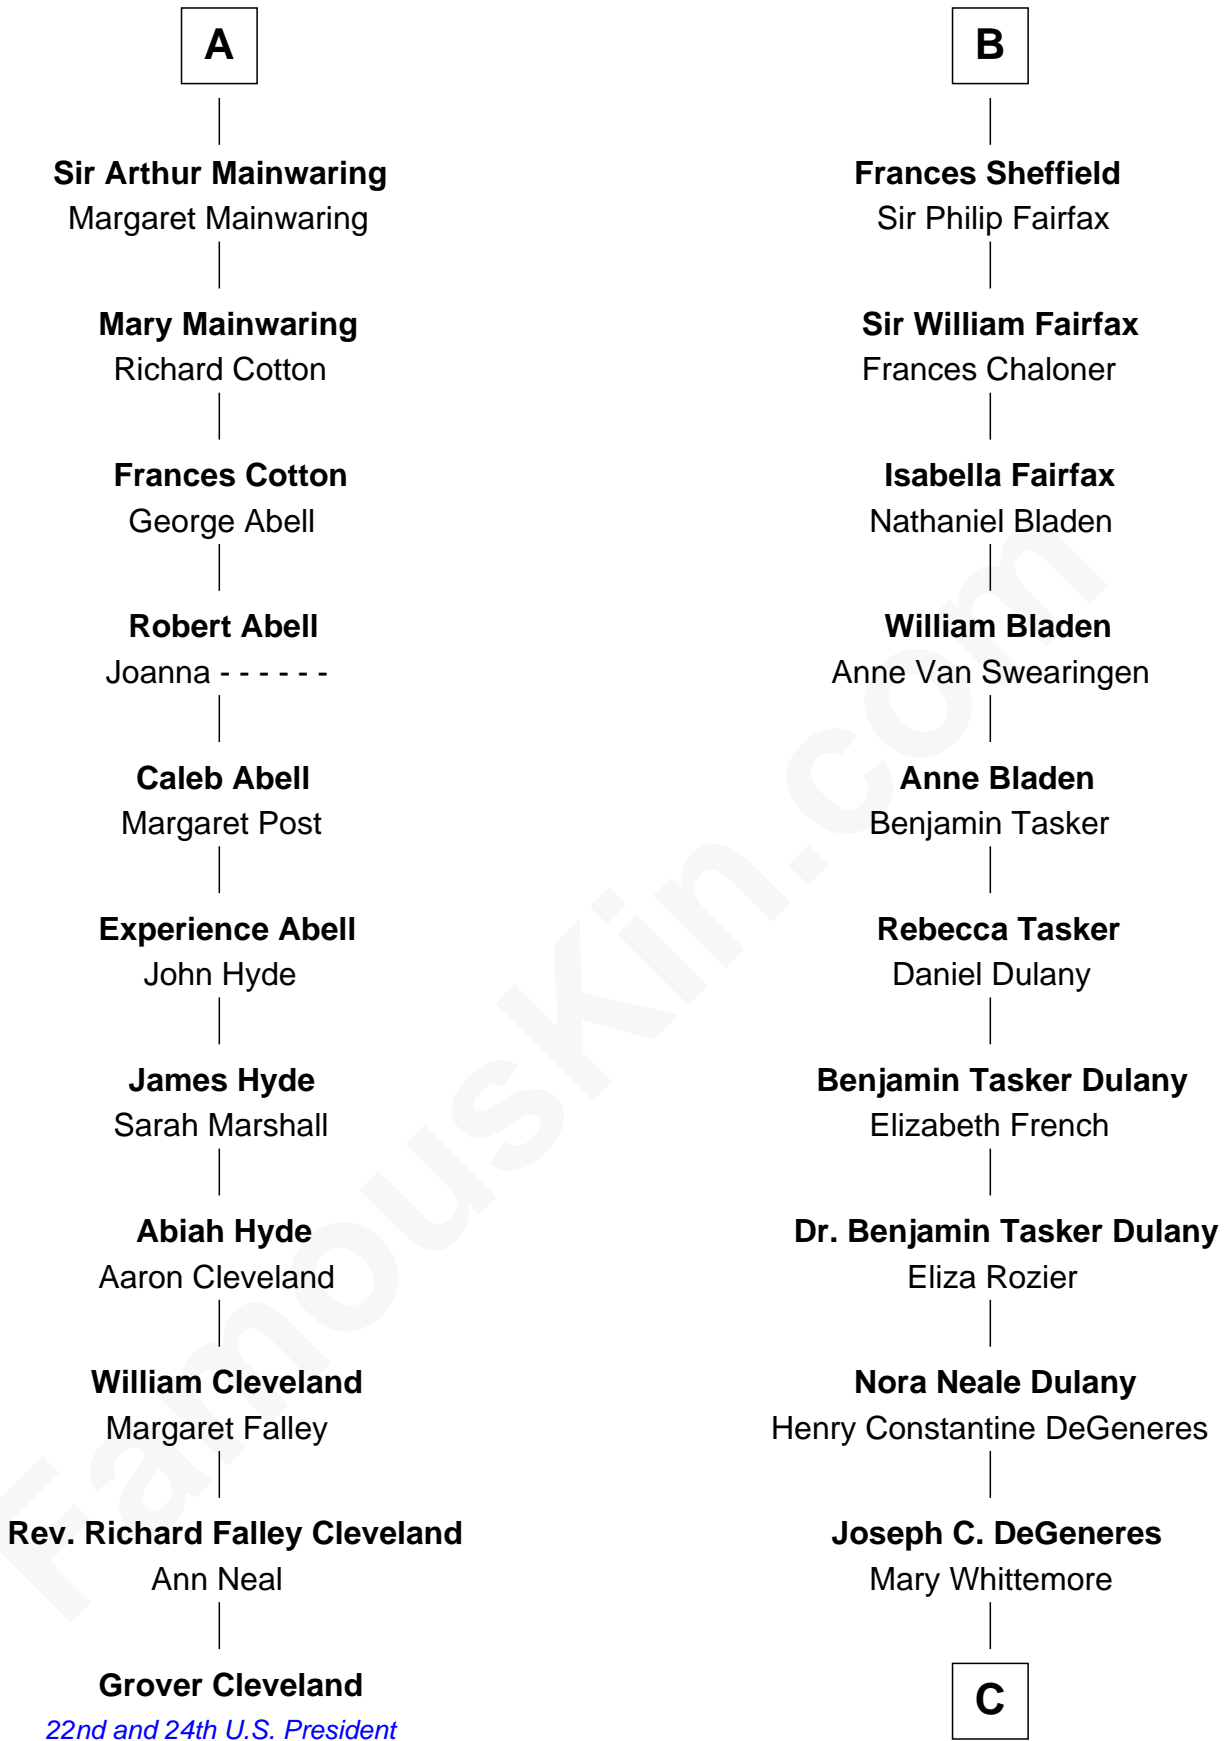 A
Sir Arthur Mainwaring
Margaret Mainwaring
Mary Mainwaring
Richard Cotton
Frances Cotton
George Abell
Robert Abell
Joanna - - - - - -
Caleb Abell
Margaret Post
Experience Abell
John Hyde
James Hyde
Sarah Marshall
Abiah Hyde
Aaron Cleveland
William Cleveland
Margaret Falley
Rev. Richard Falley Cleveland
Ann Neal
Grover Cleveland
22nd and 24th U.S. President
B
Frances Sheffield
Sir Philip Fairfax
Sir William Fairfax
Frances Chaloner
Isabella Fairfax
Nathaniel Bladen
William Bladen
Anne Van Swearingen
Anne Bladen
Benjamin Tasker
Rebecca Tasker
Daniel Dulany
Benjamin Tasker Dulany
Elizabeth French
Dr. Benjamin Tasker Dulany
Eliza Rozier
Nora Neale Dulany
Henry Constantine DeGeneres
Joseph C. DeGeneres
Mary Whittemore
C
FamousKin.com